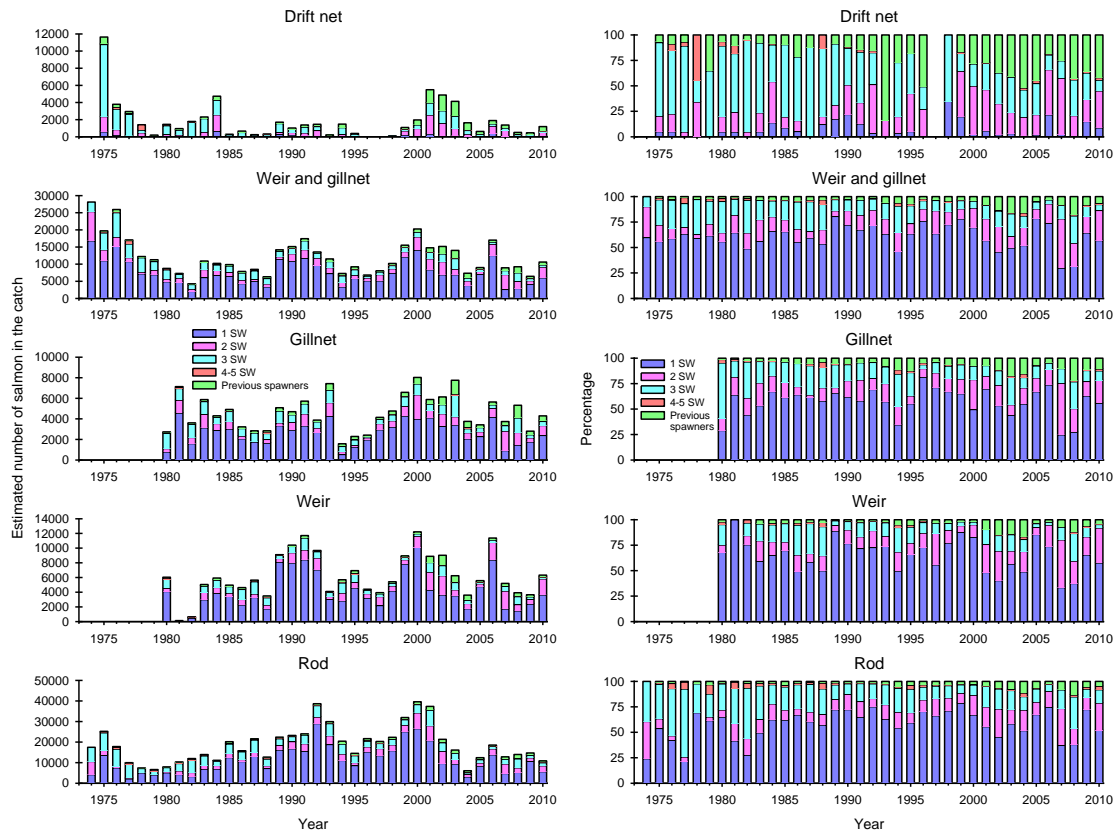 Drift net
12000
10000
8000
6000
4000
2000
0
1975 1980 1985 1990 1995 2000 2005 2010
Weir and gillnet
30000
25000
20000
15000
10000
5000
0
1975 1980 1985 1990 1995 2000 2005 2010
Gillnet
1 SW
2 SW
3 SW
4-5 SW
Previous spawners
10000
8000
6000
4000
2000
0
1975 1980 1985 1990 1995 2000 2005 2010
Weir
14000
12000
10000
8000
6000
4000
2000
0
1975 1980 1985 1990 1995 2000 2005 2010
Rod
50000
40000
30000
20000
10000
0
1975 1980 1985 1990 1995 2000 2005 2010
Year
Estimated number of salmon in the catch
Drift net
100
75
50
25
0
1975 1980 1985 1990 1995 2000 2005 2010
Weir and gillnet
100
75
50
25
0
1975 1980 1985 1990 1995 2000 2005 2010
Gillnet
100
75
50
25
0
1 SW
2 SW
3 SW
4-5 SW
Previous
spawners
1975 1980 1985 1990 1995 2000 2005 2010
Weir
100
75
50
25
0
1975 1980 1985 1990 1995 2000 2005 2010
Rod
100
75
50
25
0
1975 1980 1985 1990 1995 2000 2005 2010
Year
Percentage